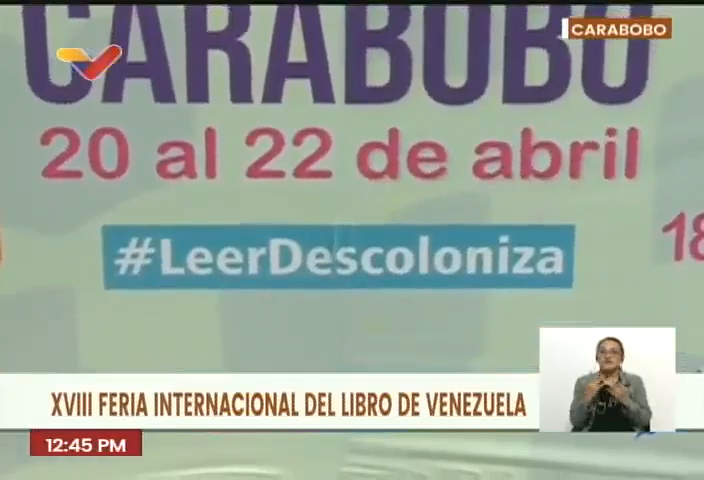 CARABOBO
CARABOBO
20 al 22 de abril
#LeerDescoloniza
18
XVIII FERIA INTERNACIONAL DEL LIBRO DE VENEZUELA
12:45 PM